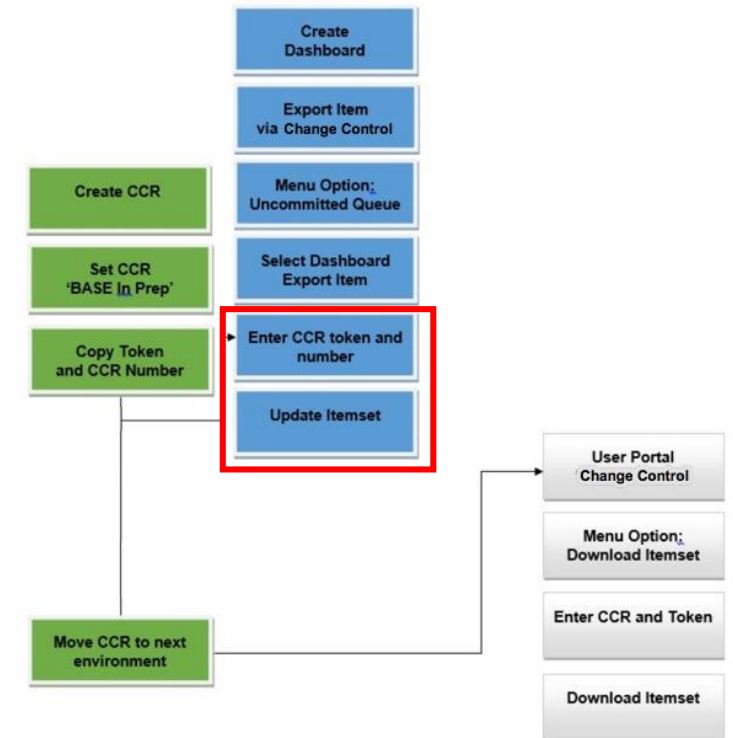 Create
Dashboard
Export Item
via Change Control
Menu Option:
Uncommitted Queue
Select Dashboard
Export Item
Enter CCR token and
number
Update Itemset
Create CCR
Set CCR
‘BASE In Prep’
Copy Token
and CCR Number
Move CCR to next
environment
User Portal
Change Control
Menu Option:
Download Itemset
Enter CCR and Token
Download Itemset